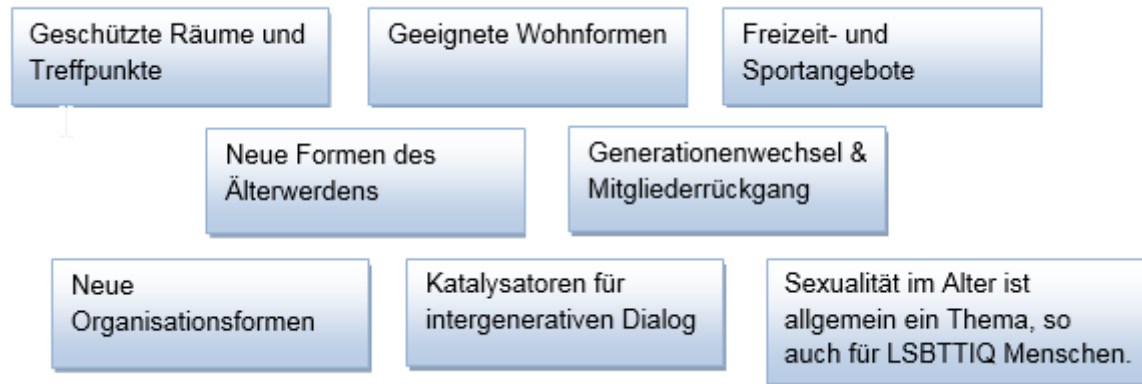 Geschützte Räume und
Treffpunkte
Geeignete Wohnformen
Freizeit- und
Sportangebote
Neue Formen des
Älterwerdens
Generationenwechsel &
Mitgliederrückgang
Neue
Organisationsformen
Katalysatoren für
intergenerativen Dialog
Sexualität im Alter ist
allgemein ein Thema, so
auch für LSBTTIQ Menschen.